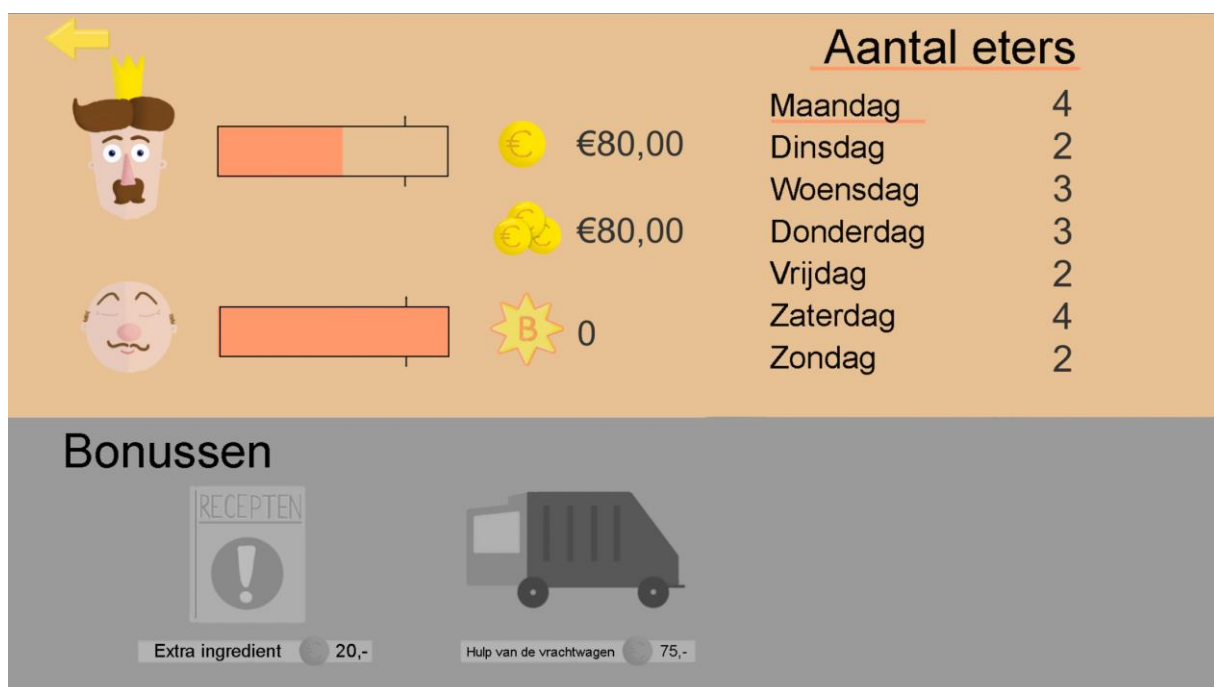 Aantal eters
€80,00
€80,00
B 0
Maandag 4
Dinsdag 2
Woensdag 3
Donderdag 3
Vrijdag 2
Zaterdag 4
Zondag 2
Bonussen
RECEPTEN
!
Extra ingredient € 20,-
Hulp van de vrachtwagen € 75,-